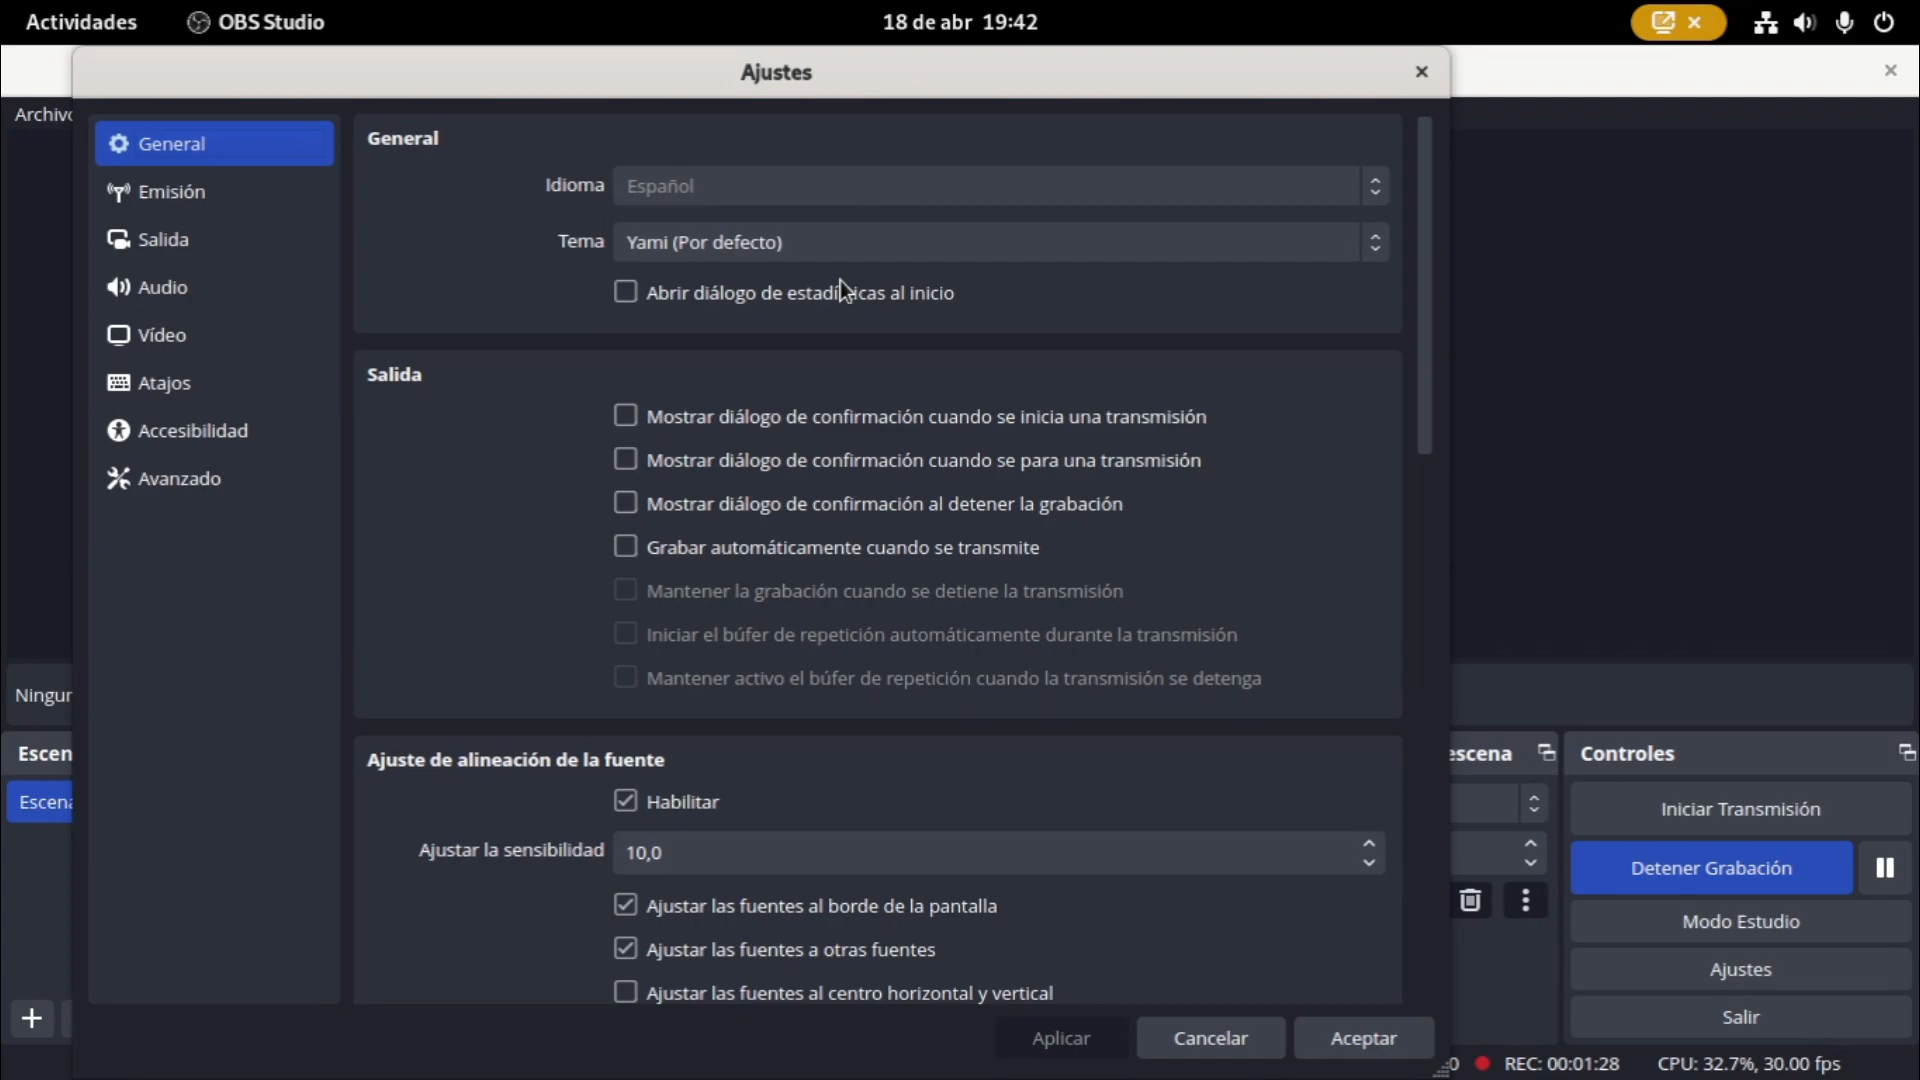 Actividades
OBS Studio
18 de abr 19:42
Ajustes
General
Emisión
Salida
Audio
Vídeo
Atajos
Accesibilidad
Avanzado
General
Idioma Español
Tema Yami (Por defecto)
Abrir diálogo de estadísticas al inicio
Salida
Mostrar diálogo de confirmación cuando se inicia una transmisión
Mostrar diálogo de confirmación cuando se para una transmisión
Mostrar diálogo de confirmación al detener la grabación
Grabar automáticamente cuando se transmite
Mantener la grabación cuando se detiene la transmisión
Iniciar el búfer de repetición automáticamente durante la transmisión
Mantener activo el búfer de repetición cuando la transmisión se detenga
Ajuste de alineación de la fuente
Habilitar
Ajustar la sensibilidad 10,0
Ajustar las fuentes al borde de la pantalla
Ajustar las fuentes a otras fuentes
Ajustar las fuentes al centro horizontal y vertical
Aplicar
Cancelar
Aceptar
Archivo
Ningun
Escen
Escena
escena
Controles
Iniciar Transmisión
Detener Grabación
Modo Estudio
Ajustes
Salir
0 REC: 00:01:28 CPU: 32.7%, 30.00 fps